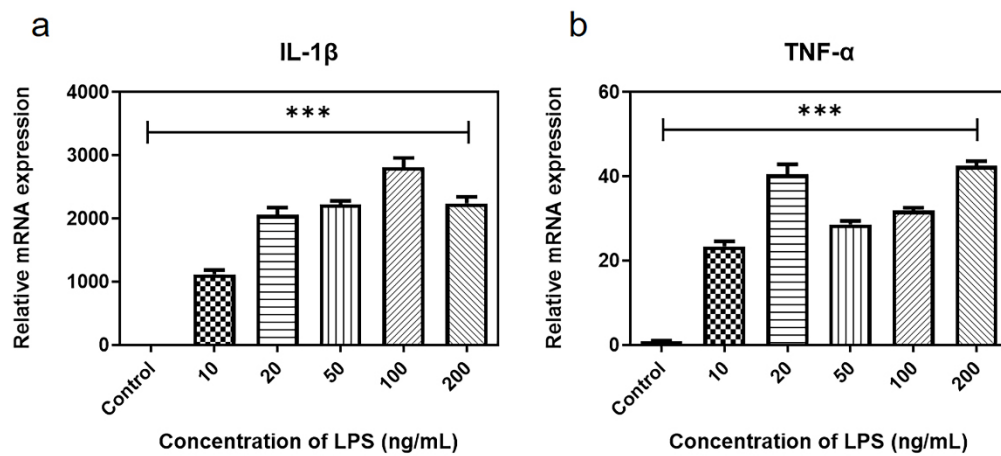 a
IL-1β
Relative mRNA expression
4000
3000
2000
1000
0
***
Control
10
20
50
100
200
Concentration of LPS (ng/mL)
b
TNF-α
Relative mRNA expression
60
40
20
0
***
Control
10
20
50
100
200
Concentration of LPS (ng/mL)